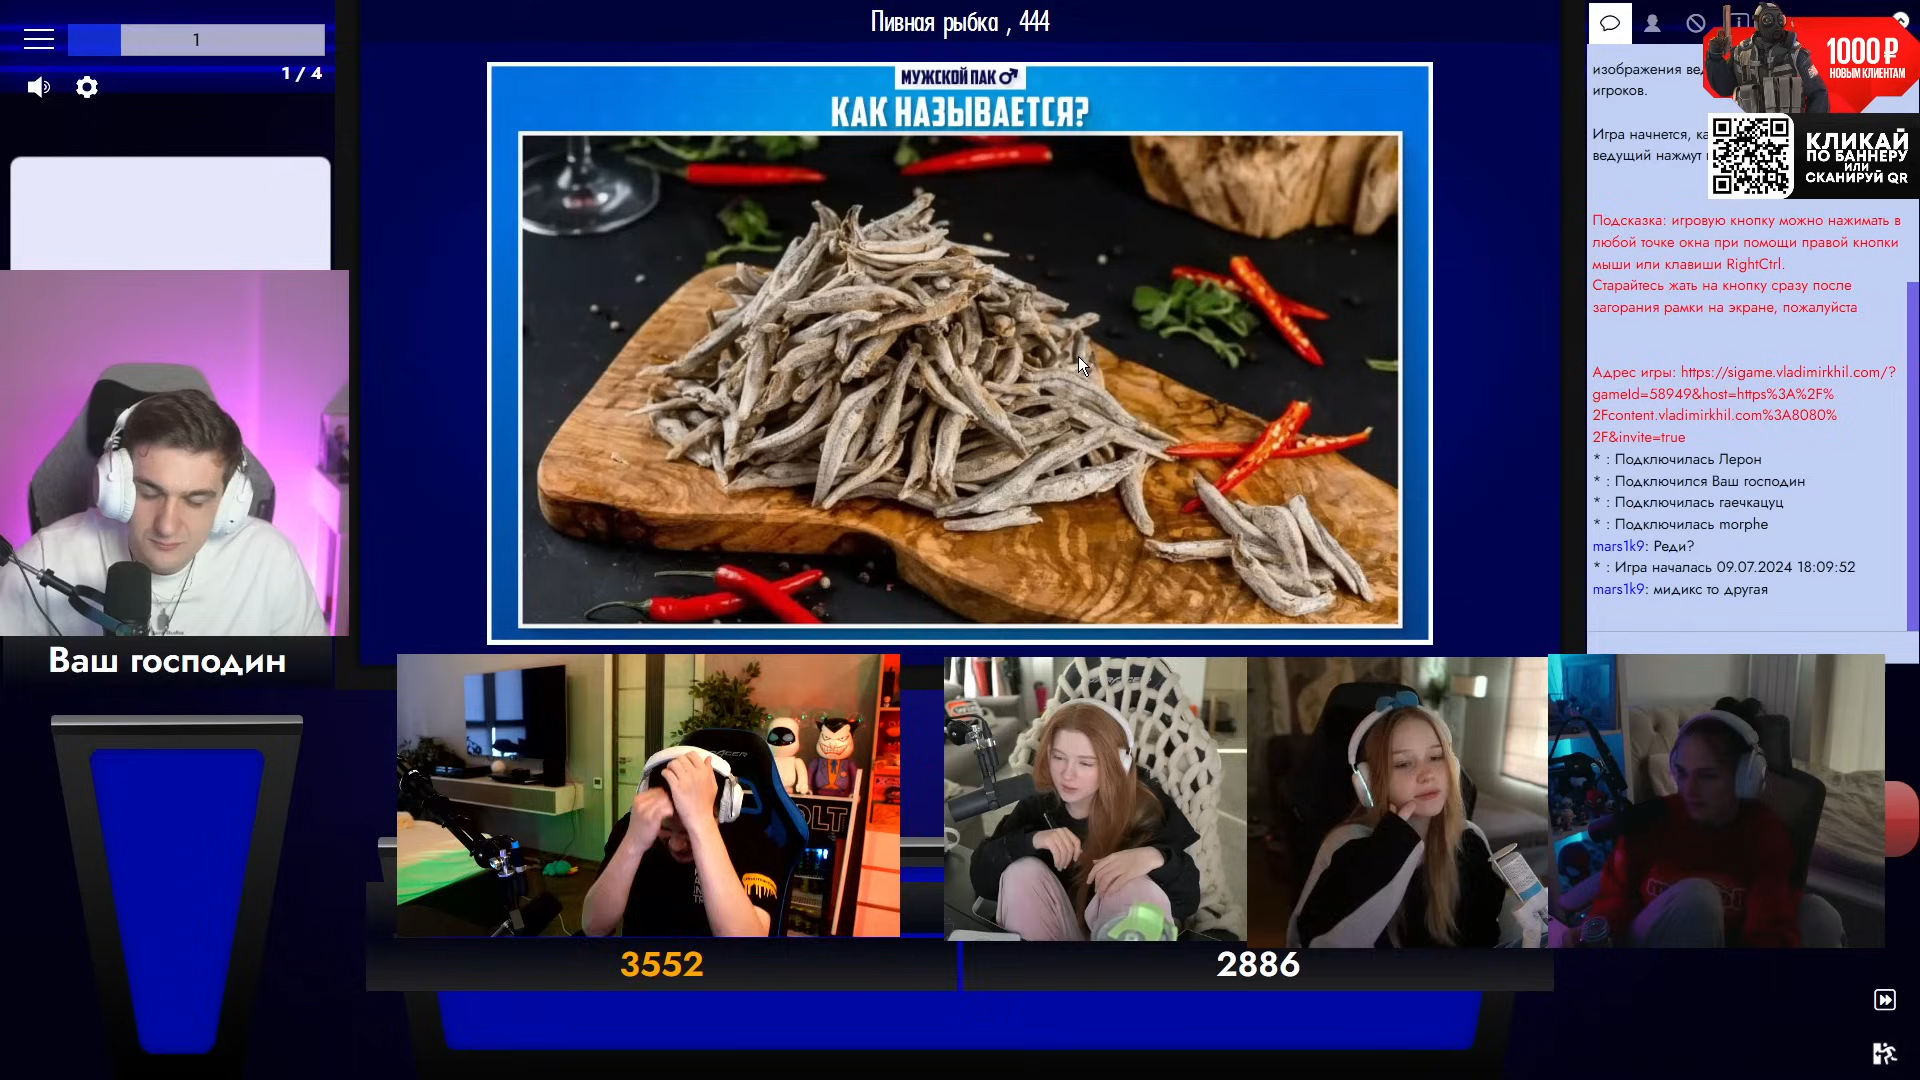 Пивная рыбка , 444
1
1 / 4
МУЖСКОЙ ПАК ♂
КАК НАЗЫВАЕТСЯ?
изображения
игроков.
Игра начнется,
ведущий нажмут
1000 ₽
НОВЫМ КЛИЕНТАМ
КЛИКАЙ
ПО БАННЕРУ
ИЛИ
СКАНИРУЙ QR
Подсказка: игровую кнопку можно нажимать в
любой точке окна при помощи правой кнопки
мыши или клавиши RightCtrl.
Старайтесь жать на кнопку сразу после
загорания рамки на экране, пожалуйста
Адрес игры: https://sigame.vladimirkhil.com/?
gameId=58949&host=https%3A%2F%
2Fcontent.vladimirkhil.com%3A8080%
2F&invite=true
* : Подключилась Лерон
* : Подключился Ваш господин
* : Подключилась гаечкацуц
* : Подключилась morphe
mars1k9: Реди?
* : Игра началась 09.07.2024 18:09:52
mars1k9: мидикс то другая
Ваш господин
3552
2886